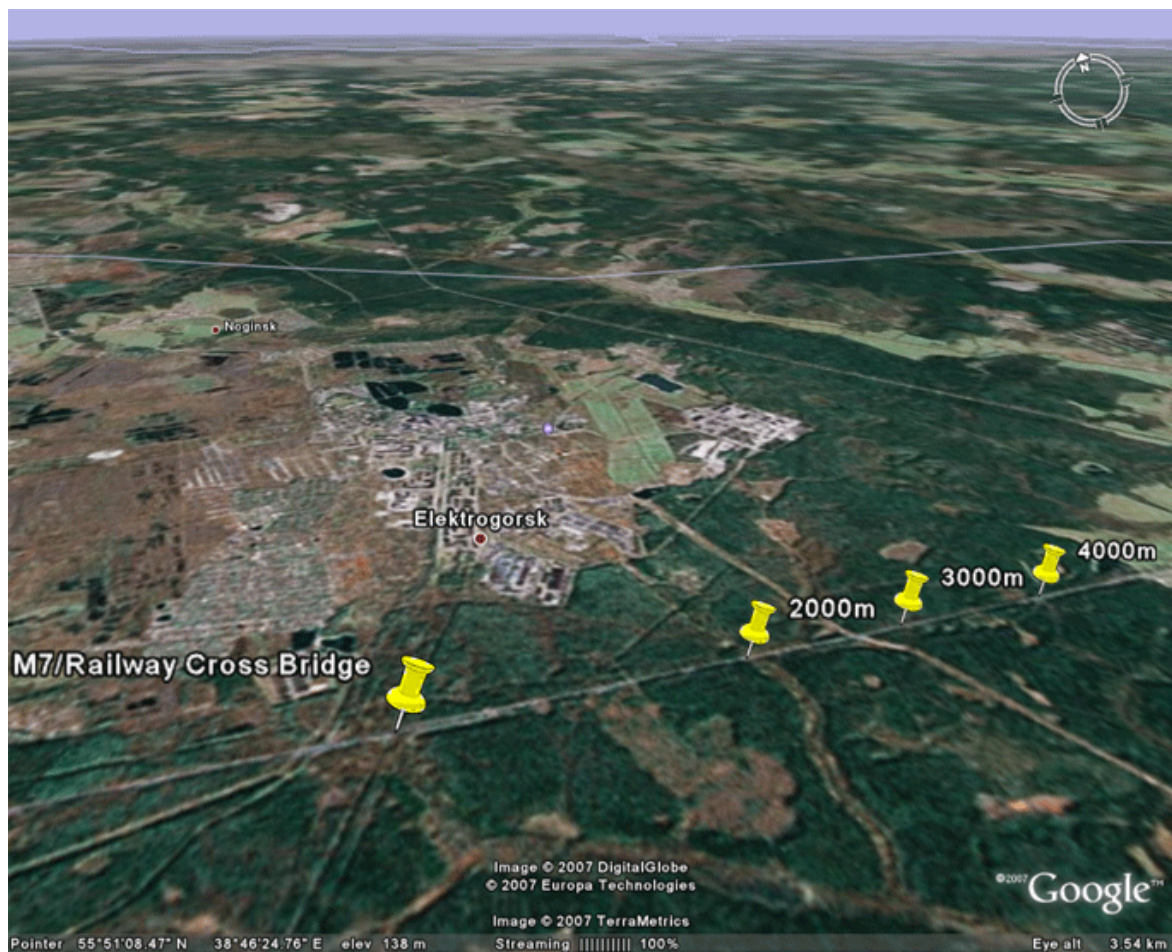 N
Noginsk
Elektrogorsk
4000m
3000m
2000m
M7/Railway Cross Bridge
Image © 2007 DigitalGlobe
© 2007 Europa Technologies
Image © 2007 TerraMetrics
©2007 Google™
Pointer 55°51'08.47" N 38°46'24.76" E elev 138 m Streaming |||||||||| 100% Eye alt 3.54 km